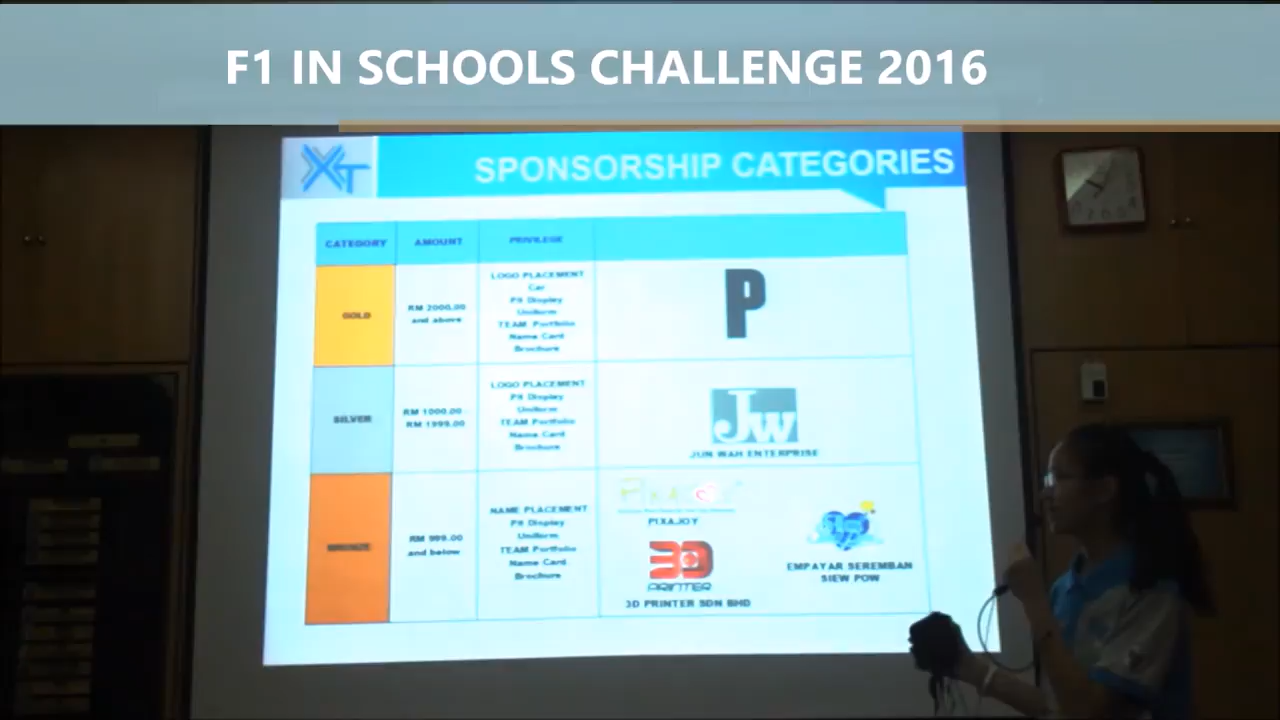 F1 IN SCHOOLS CHALLENGE 2016
XT
SPONSORSHIP CATEGORIES
CATEGORY
AMOUNT
PRIVILEGE
GOLD
RM 2000.00
and above
LOGO PLACEMENT
Car
Pit Display
Uniform
TEAM Portfolio
Name Card
Brochure
P
SILVER
RM 1000.00
RM 1999.00
LOGO PLACEMENT
Pit Display
Uniform
TEAM Portfolio
Name Card
Brochure
Jw
JUN WAH ENTERPRISE
BRONZE
RM 999.00
and below
NAME PLACEMENT
Pit Display
Uniform
TEAM Portfolio
Name Card
Brochure
PIXAJOY
3D
PRINTER
3D PRINTER SDN BHD
EMPAYAR SEREMBAN
SIEW POW